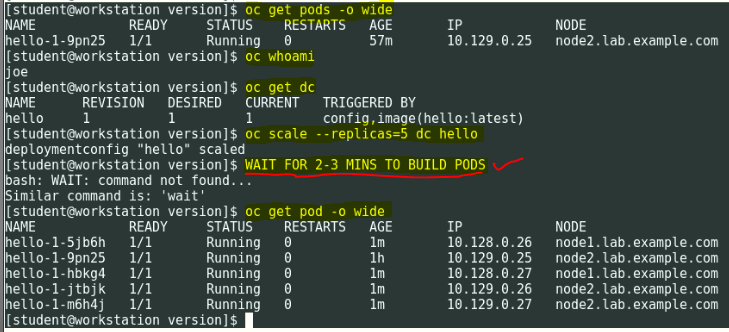 [student@workstation version]$ oc get pods -o wide
NAME READY STATUS RESTARTS AGE IP NODE
hello-1-9pn25 1/1 Running 0 57m 10.129.0.25 node2.lab.example.com
[student@workstation version]$ oc whoami
joe
[student@workstation version]$ oc get dc
NAME REVISION DESIRED CURRENT TRIGGERED BY
hello 1 1 1 config,image(hello:latest)
[student@workstation version]$ oc scale --replicas=5 dc hello
deploymentconfig "hello" scaled
[student@workstation version]$ WAIT FOR 2-3 MINS TO BUILD PODS
bash: WAIT: command not found...
Similar command is: 'wait'
[student@workstation version]$ oc get pod -o wide
NAME READY STATUS RESTARTS AGE IP NODE
hello-1-5jb6h 1/1 Running 0 1m 10.128.0.26 node1.lab.example.com
hello-1-9pn25 1/1 Running 0 1h 10.129.0.25 node2.lab.example.com
hello-1-hbkg4 1/1 Running 0 1m 10.128.0.27 node1.lab.example.com
hello-1-jtbjk 1/1 Running 0 1m 10.129.0.26 node2.lab.example.com
hello-1-m6h4j 1/1 Running 0 1m 10.129.0.27 node2.lab.example.com
[student@workstation version]$